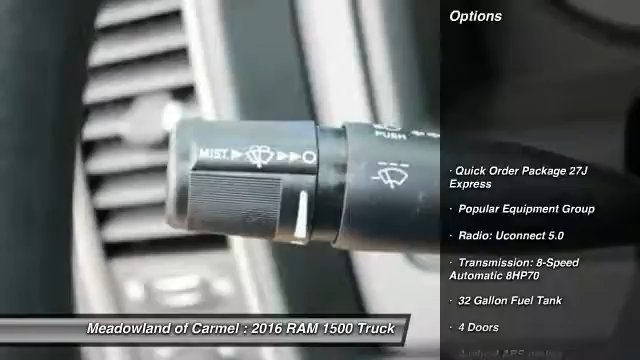 Options
MIST
PUSH
· Quick Order Package 27J
Express
· Popular Equipment Group
· Radio: Uconnect 5.0
· Transmission: 8-Speed
Automatic 8HP70
· 32 Gallon Fuel Tank
· 4 Doors
Meadowland of Carmel : 2016 RAM 1500 Truck